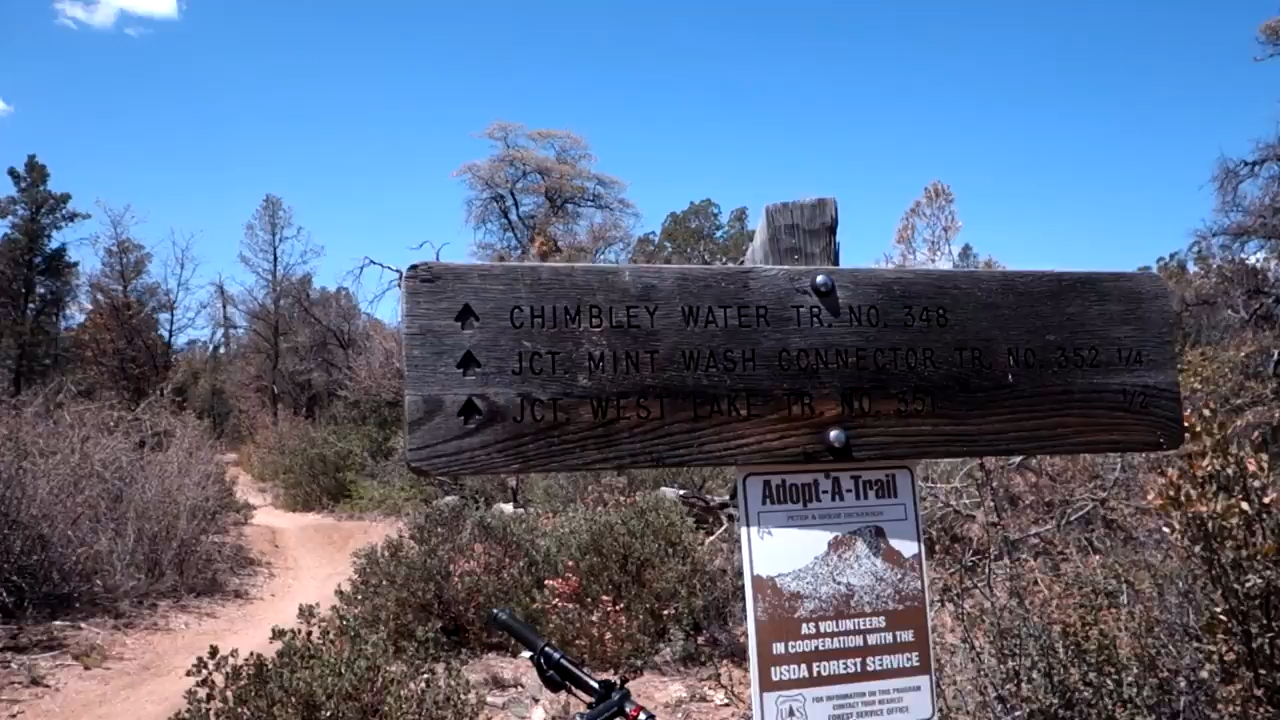 CHIMBLEY WATER TR. NO. 348
JCT. MINT WASH CONNECTOR TR. NO. 352 1/4
JCT. WEST LAKE TR. NO. 351 1/2
Adopt-A-Trail
PETER &
AS VOLUNTEERS
IN COOPERATION WITH THE
USDA FOREST SERVICE
U S
FOR INFORMATION ON THIS PROGRAM
CONTACT YOUR NEAREST
FOREST SERVICE OFFICE